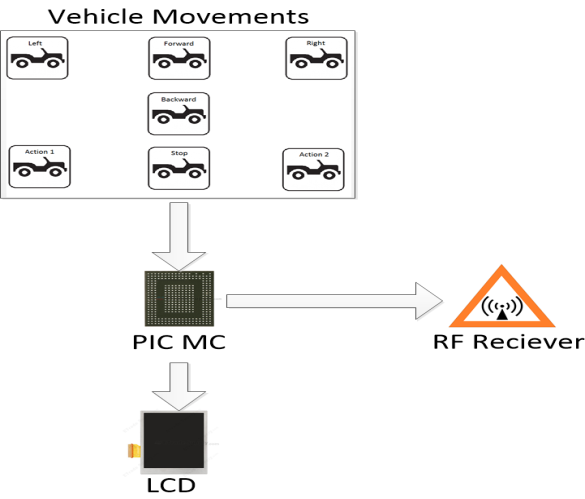 Vehicle Movements
Left
Forward
Right
Backward
Action 1
Stop
Action 2
PIC MC
RF Reciever
LCD